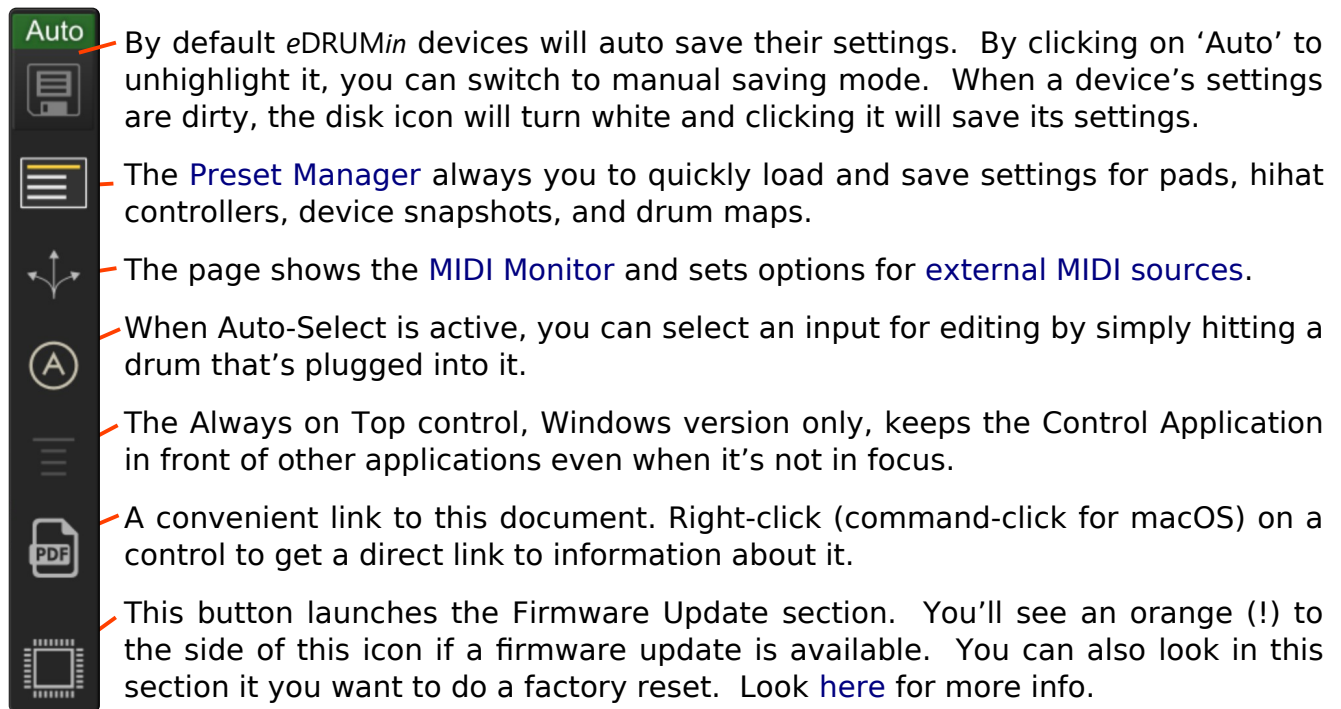 Auto
By default eDRUMin devices will auto save their settings. By clicking on ‘Auto’ to
unhighlight it, you can switch to manual saving mode. When a device’s settings
are dirty, the disk icon will turn white and clicking it will save its settings.
The Preset Manager always you to quickly load and save settings for pads, hihat
controllers, device snapshots, and drum maps.
The page shows the MIDI Monitor and sets options for external MIDI sources.
When Auto-Select is active, you can select an input for editing by simply hitting a
drum that’s plugged into it.
A
The Always on Top control, Windows version only, keeps the Control Application
in front of other applications even when it’s not in focus.
A convenient link to this document. Right-click (command-click for macOS) on a
control to get a direct link to information about it.
PDF
This button launches the Firmware Update section. You’ll see an orange (!) to
the side of this icon if a firmware update is available. You can also look in this
section it you want to do a factory reset. Look here for more info.